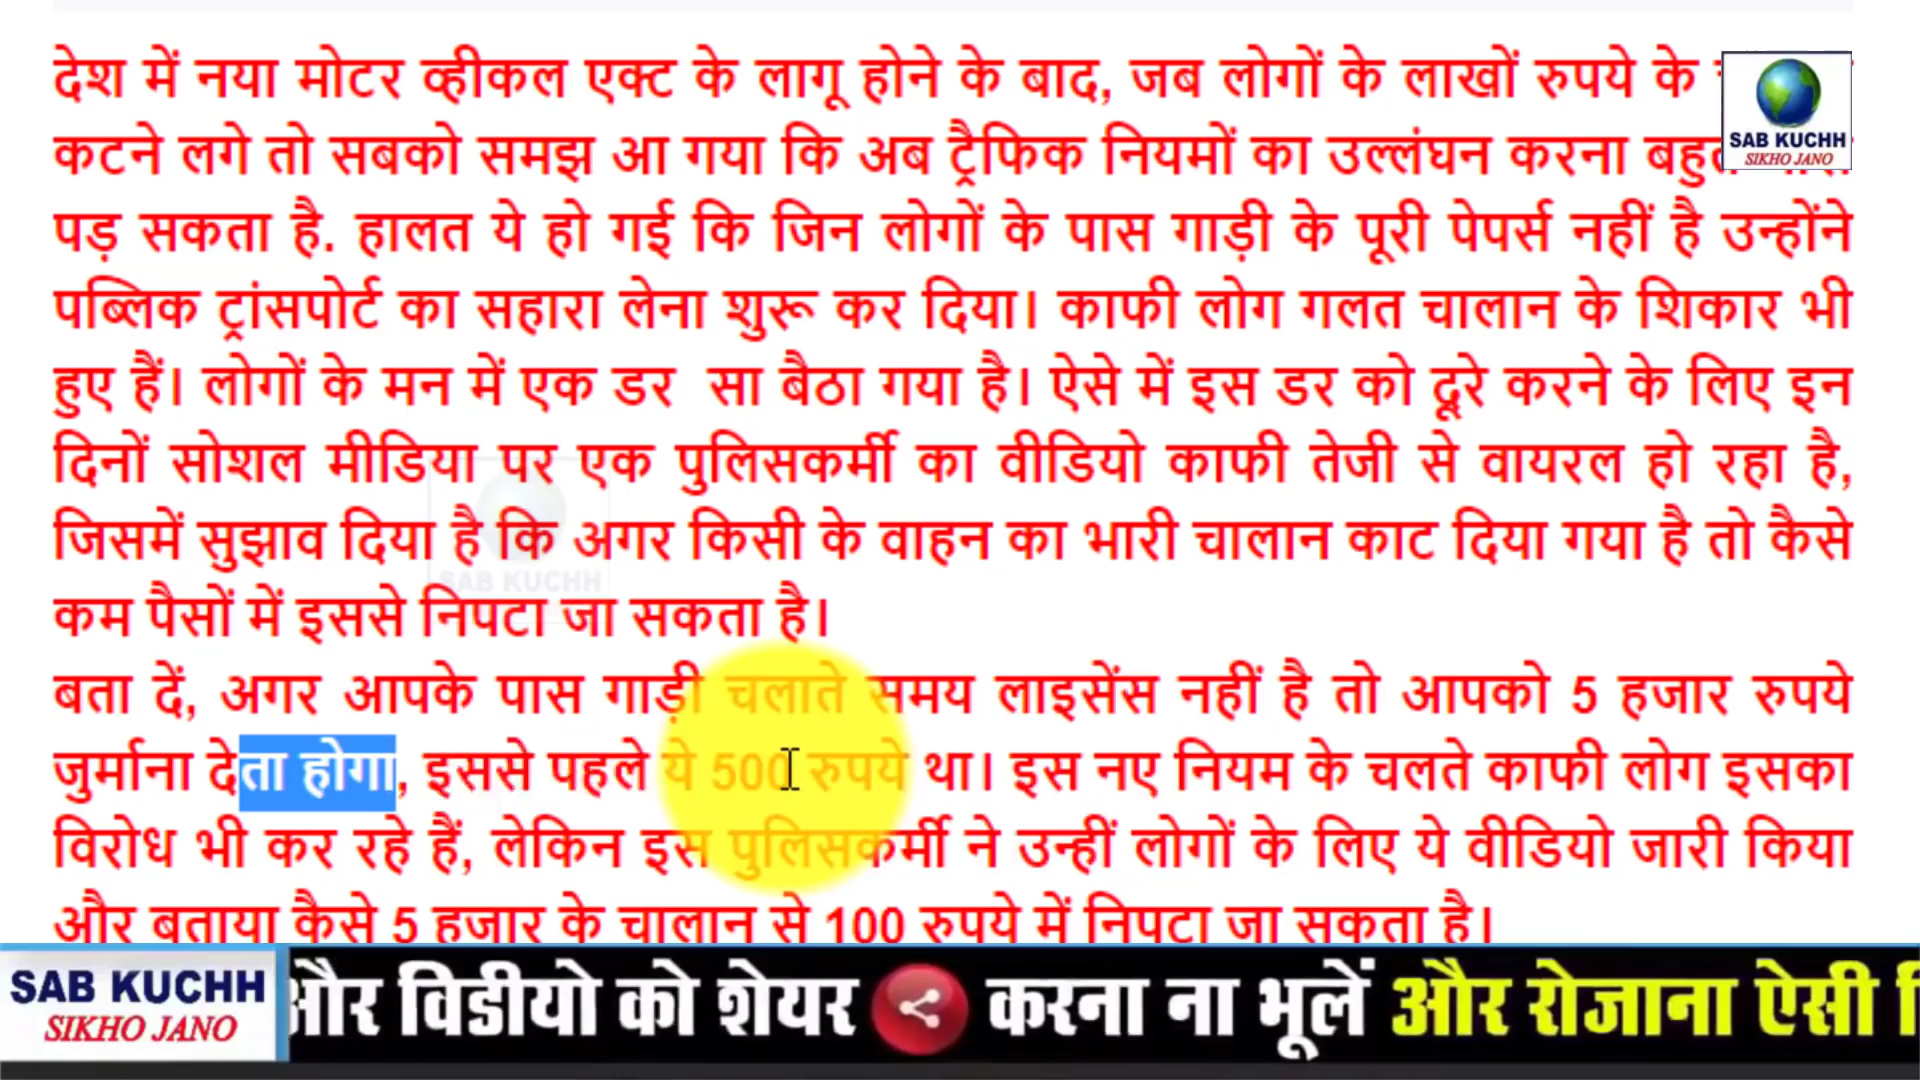 देश में नया मोटर व्हीकल एक्ट के लागू होने के बाद, जब लोगों के लाखों रुपये के
SAB KUCHH
SIKHO JANO
कटने लगे तो सबको समझ आ गया कि अब ट्रैफिक नियमों का उल्लंघन करना बहुत
पड़ सकता है. हालत ये हो गई कि जिन लोगों के पास गाड़ी के पूरी पेपर्स नहीं है उन्होंने
पब्लिक ट्रांसपोर्ट का सहारा लेना शुरू कर दिया। काफी लोग गलत चालान के शिकार भी
हुए हैं। लोगों के मन में एक डर सा बैठा गया है। ऐसे में इस डर को दूरे करने के लिए इन
दिनों सोशल मीडिया पर एक पुलिसकर्मी का वीडियो काफी तेजी से वायरल हो रहा है,
जिसमें सुझाव दिया है कि अगर किसी के वाहन का भारी चालान काट दिया गया है तो कैसे
SAB KUCHH
कम पैसों में इससे निपटा जा सकता है।
बता दें, अगर आपके पास गाड़ी चलाते समय लाइसेंस नहीं है तो आपको 5 हजार रुपये
जुर्माना देता होगा, इससे पहले ये 500 रुपये था। इस नए नियम के चलते काफी लोग इसका
विरोध भी कर रहे हैं, लेकिन इस पुलिसकर्मी ने उन्हीं लोगों के लिए ये वीडियो जारी किया
और बताया कैसे 5 हजार के चालान से 100 रुपये में निपटा जा सकता है।
SAB KUCHH
SIKHO JANO
और विडीयो को शेयर करना ना भूलें और रोजाना ऐसी